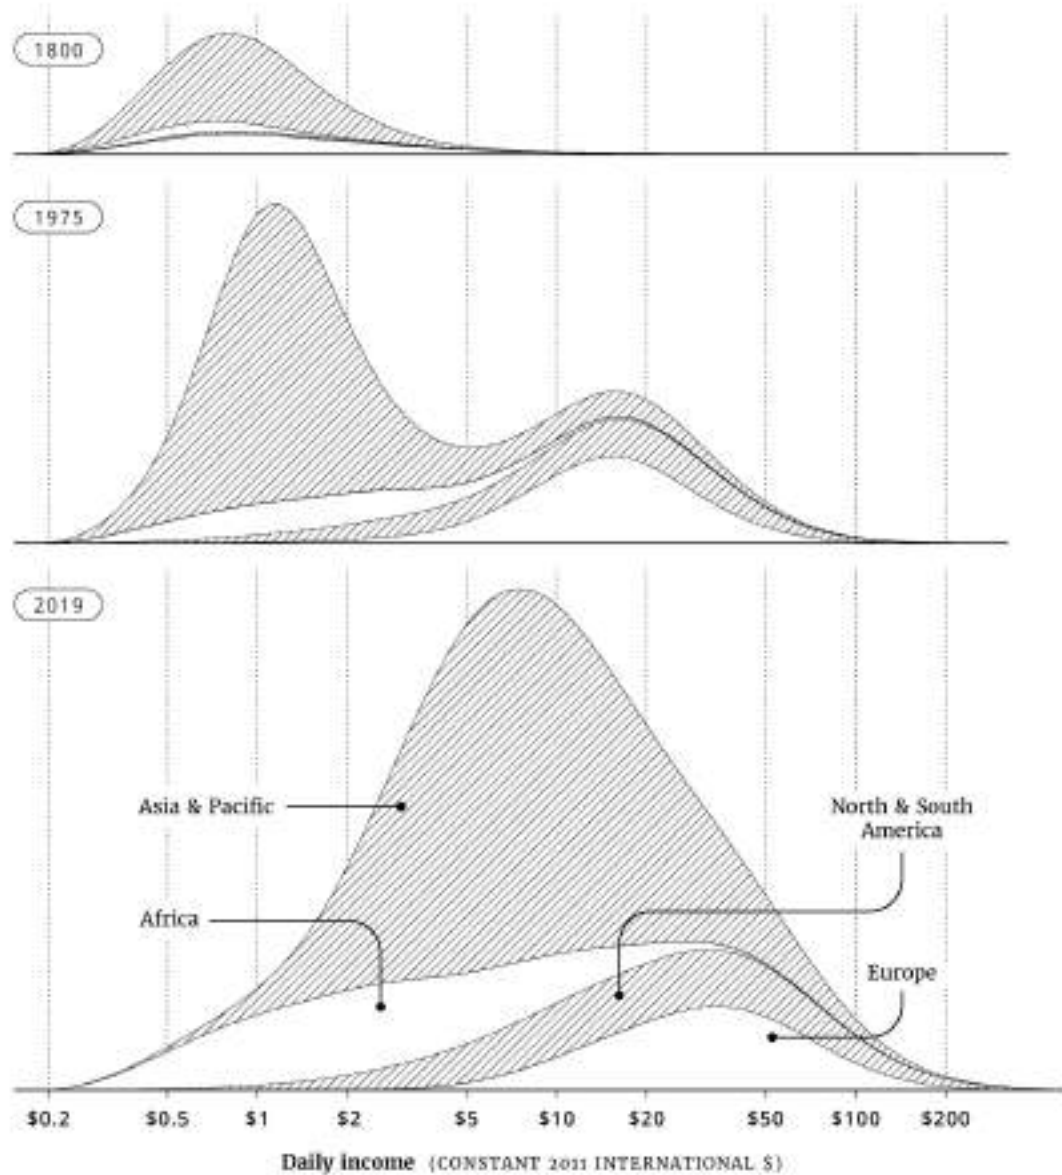 1800
1975
2019
Asia & Pacific
North & South
America
Africa
Europe
$0.2 $0.5 $1 $2 $5 $10 $20 $50 $100 $200
Daily income (CONSTANT 2011 INTERNATIONAL $)